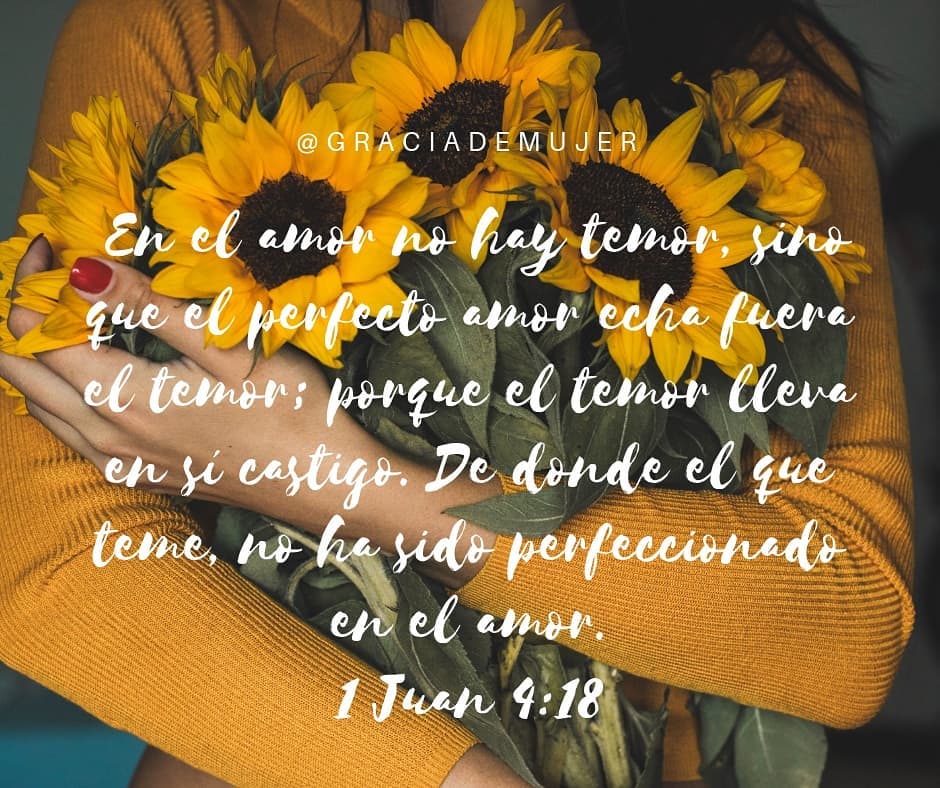 @GRACIADEMUJER
En el amor no hay temor, sino
que el perfecto amor echa fuera
el temor; porque el temor lleva
en sí castigo. De donde el que
teme, no ha sido perfeccionado
en el amor.
1 Juan 4:18